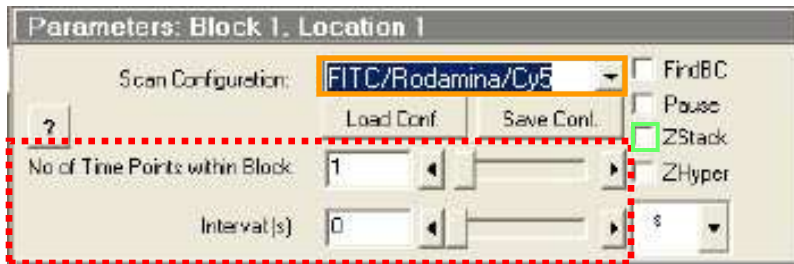 Parameters: Block 1, Location 1
Scan Configuration: FITC/Rodamina/Cy5 FindBC
Load Conf. Save Conf. Pause
? ZStack
No of Time Points within Block: 1 ZHyper
Interval(s) 0 s